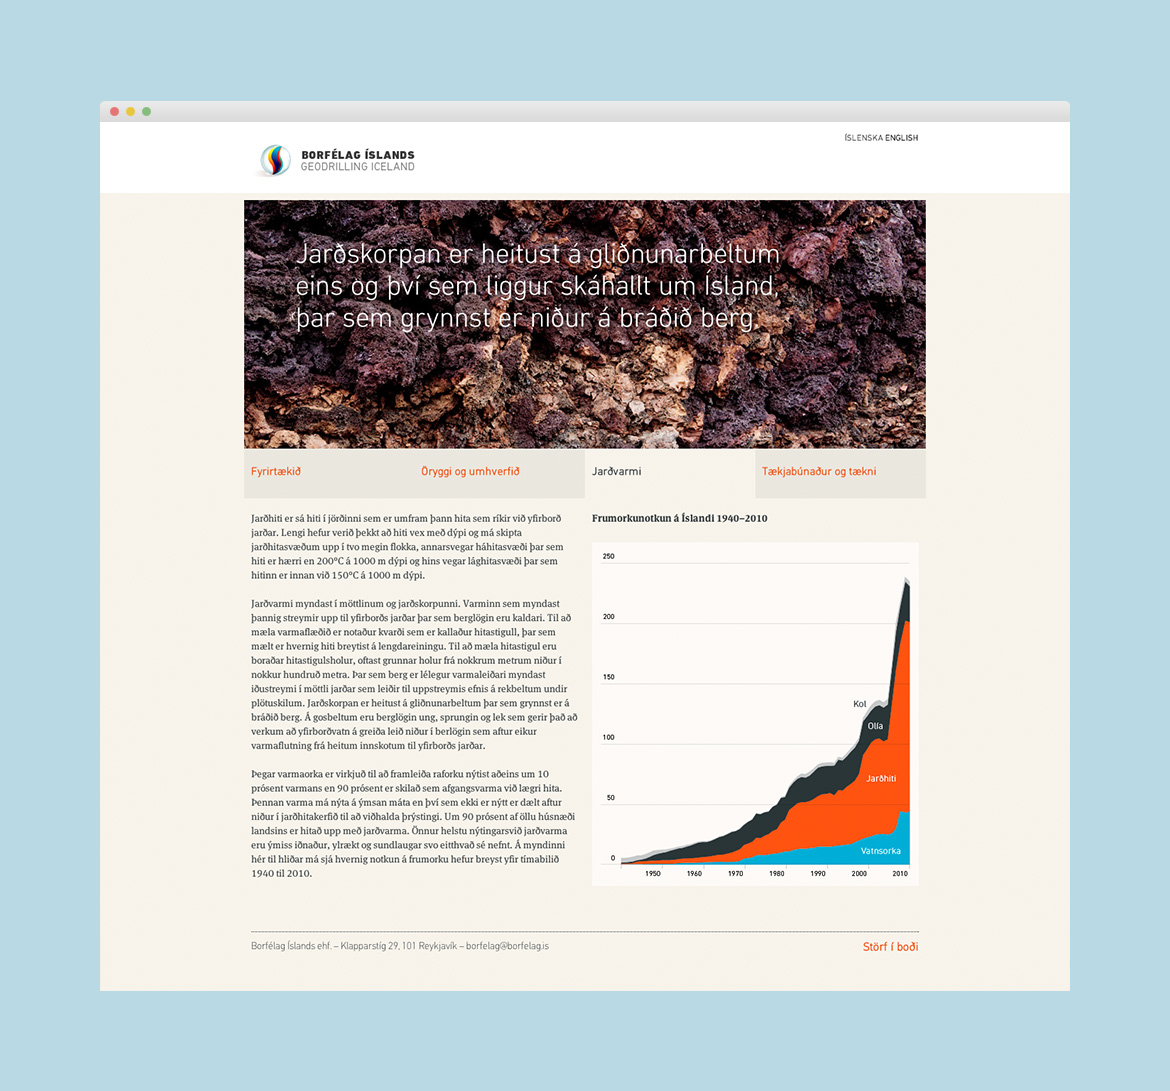 ÍSLENSKA ENGLISH
BORFÉLAG ÍSLANDS
GEODRILLING ICELAND
Jarðskorpan er heitust á gliðnunarbeltum
eins og því sem liggur skáhallt um Ísland,
þar sem grynnst er niður á bráðið berg.
Fyrirtækið
Öryggi og umhverfið
Jarðvarmi
Tækjabúnaður og tækni
Jarðhiti er sá hiti í jörðinni sem er umfram þann hita sem ríkir við yfirborð
jarðar. Lengi hefur verið þekkt að hiti vex með dýpi og má skipta
jarðhitasvæðum upp í tvo megin flokka, annarsvegar háhitasvæði þar sem
hiti er hærri en 200°C á 1000 m dýpi og hins vegar lághitasvæði þar sem
hitinn er innan við 150°C á 1000 m dýpi.
Jarðvarmi myndast í möttlinum og jarðskorpunni. Varminn sem myndast
þannig streymir upp til yfirborðs jarðar þar sem berglögin eru kaldari. Til að
mæla varmaflæðið er notaður kvarði sem er kallaður hitastigull, þar sem
mælt er hvernig hiti breytist á lengdareiningu. Til að mæla hitastigul eru
boraðar hitastigulsholur, oftast grunnar holur frá nokkrum metrum niður í
nokkur hundruð metra. Þar sem berg er lélegur varmaleiðari myndast
iðustreymi í möttli jarðar sem leiðir til uppstreymis efnis á rekbeltum undir
plötuskilum. Jarðskorpan er heitust á gliðnunarbeltum þar sem grynnst er á
bráðið berg. Á gosbeltum eru berglögin ung, sprungin og lek sem gerir það að
verkum að yfirborðvatn á greiða leið niður í berlögin sem aftur eikur
varmaflutning frá heitum innskotum til yfirborðs jarðar.
Þegar varmaorka er virkjuð til að framleiða raforku nýtist aðeins um 10
prósent varmans en 90 prósent er skilað sem afgangsvarma við lægri hita.
Þennan varma má nýta á ýmsan máta en því sem ekki er nýtt er dælt aftur
niður í jarðhitakerfið til að viðhalda þrýstingi. Um 90 prósent af öllu húsnæði
landsins er hitað upp með jarðvarma. Önnur helstu nýtingarsvið jarðvarma
eru ýmiss iðnaður, ylrækt og sundlaugar svo eitthvað sé nefnt. Á myndinni
hér til hliðar má sjá hvernig notkun á frumorku hefur breyst yfir tímabilið
1940 til 2010.
Frumorkunotkun á Íslandi 1940–2010
250
200
150
100
50
0
Kol
Olía
Jarðhiti
Vatnsorka
1950 1960 1970 1980 1990 2000 2010
Borfélag Íslands ehf. – Klapparstíg 29, 101 Reykjavík – borfelag@borfelag.is
Störf í boði